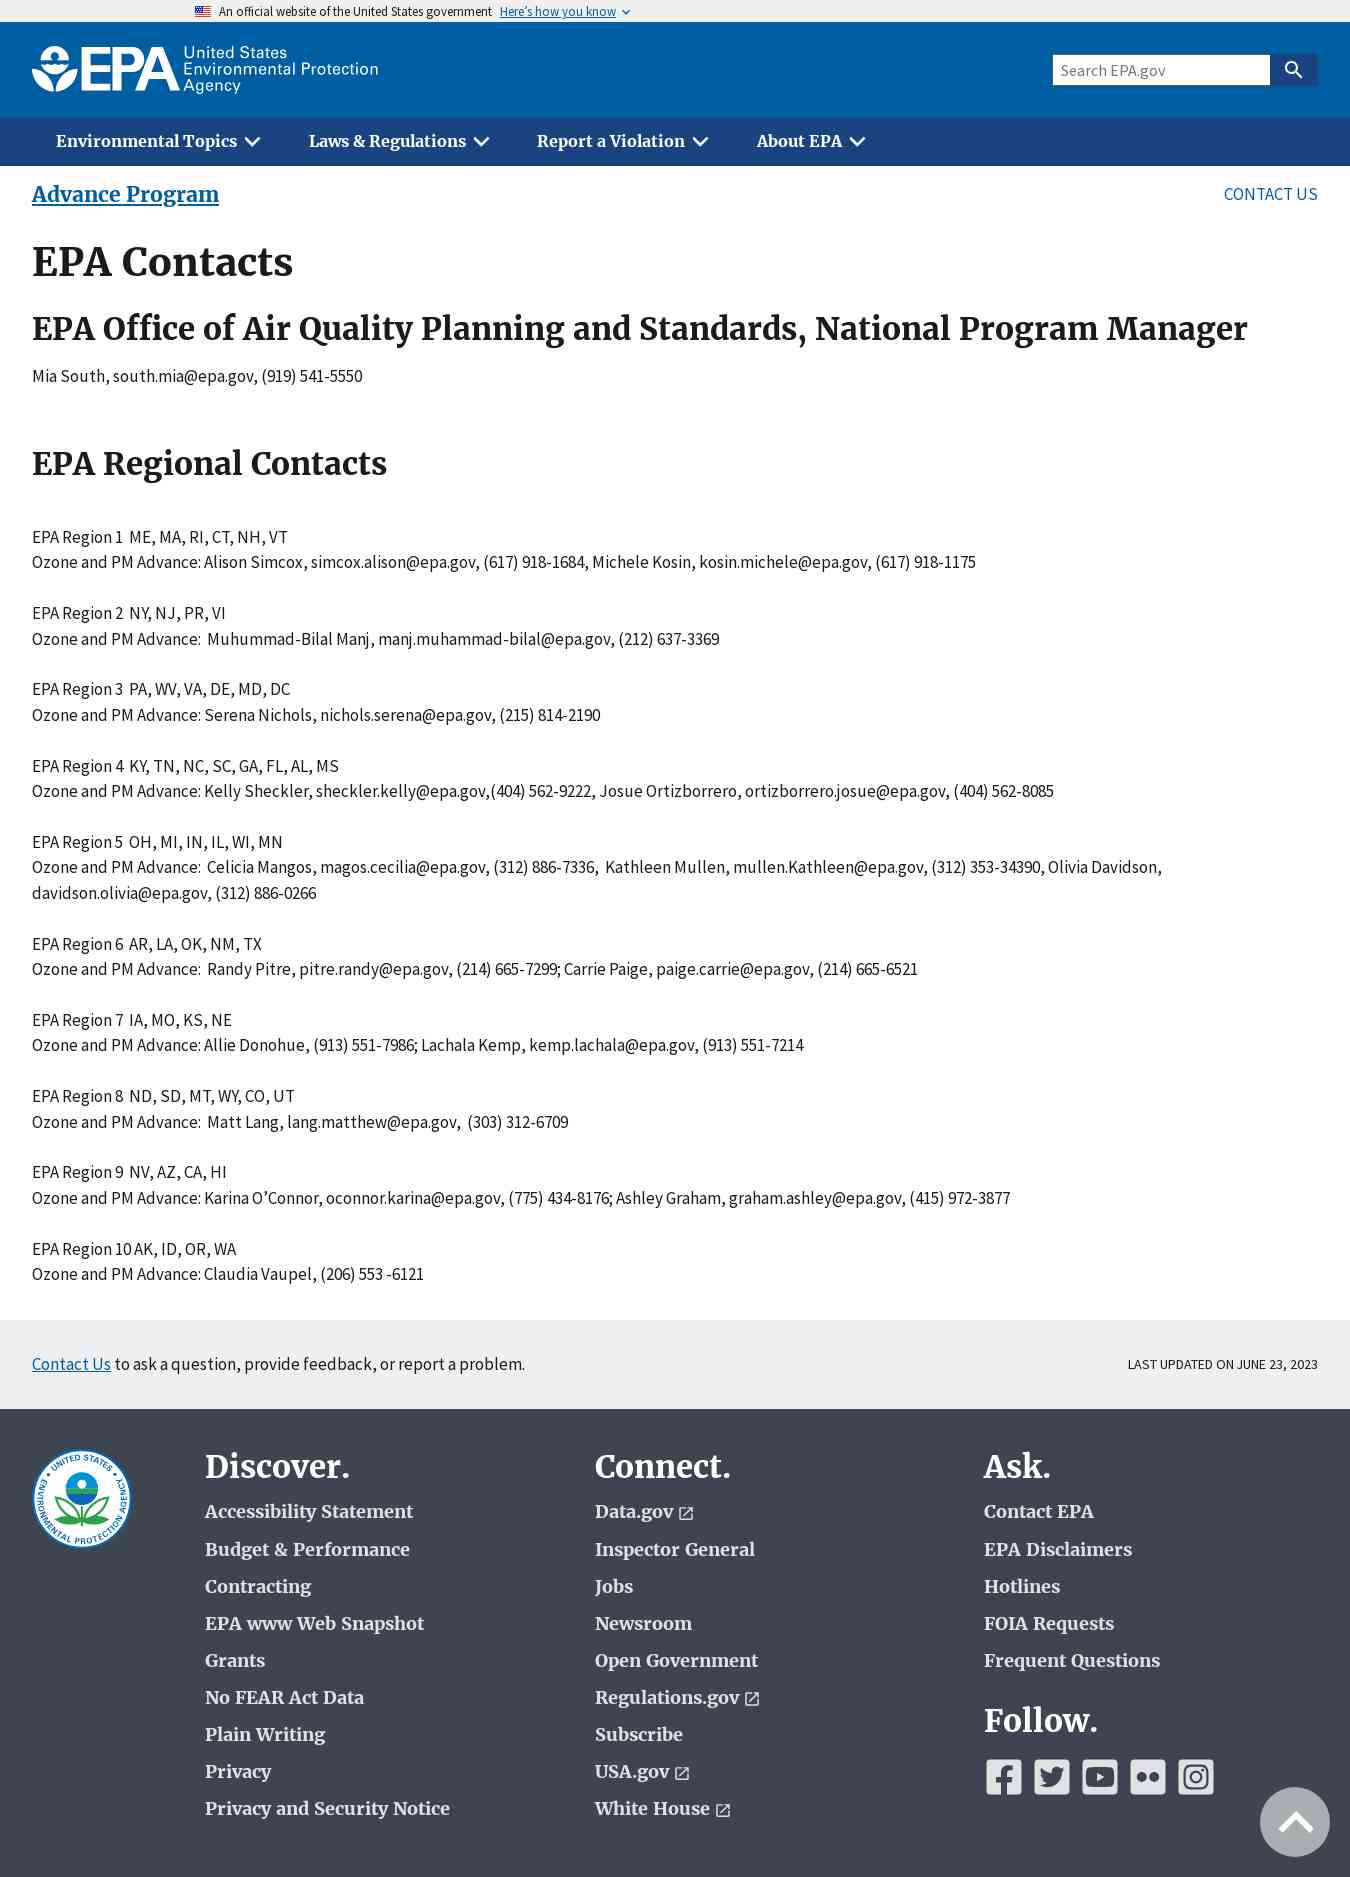 An official website of the United States government Here’s how you know
EPA United States
Environmental Protection
Agency
Search EPA.gov
Environmental Topics Laws & Regulations Report a Violation About EPA
Advance Program CONTACT US
EPA Contacts
EPA Office of Air Quality Planning and Standards, National Program Manager
Mia South, south.mia@epa.gov, (919) 541-5550
EPA Regional Contacts
EPA Region 1 ME, MA, RI, CT, NH, VT
Ozone and PM Advance: Alison Simcox, simcox.alison@epa.gov, (617) 918-1684, Michele Kosin, kosin.michele@epa.gov, (617) 918-1175
EPA Region 2 NY, NJ, PR, VI
Ozone and PM Advance: Muhummad-Bilal Manj, manj.muhammad-bilal@epa.gov, (212) 637-3369
EPA Region 3 PA, WV, VA, DE, MD, DC
Ozone and PM Advance: Serena Nichols, nichols.serena@epa.gov, (215) 814-2190
EPA Region 4 KY, TN, NC, SC, GA, FL, AL, MS
Ozone and PM Advance: Kelly Sheckler, sheckler.kelly@epa.gov,(404) 562-9222, Josue Ortizborrero, ortizborrero.josue@epa.gov, (404) 562-8085
EPA Region 5 OH, MI, IN, IL, WI, MN
Ozone and PM Advance: Celicia Mangos, magos.cecilia@epa.gov, (312) 886-7336, Kathleen Mullen, mullen.Kathleen@epa.gov, (312) 353-34390, Olivia Davidson,
davidson.olivia@epa.gov, (312) 886-0266
EPA Region 6 AR, LA, OK, NM, TX
Ozone and PM Advance: Randy Pitre, pitre.randy@epa.gov, (214) 665-7299; Carrie Paige, paige.carrie@epa.gov, (214) 665-6521
EPA Region 7 IA, MO, KS, NE
Ozone and PM Advance: Allie Donohue, (913) 551-7986; Lachala Kemp, kemp.lachala@epa.gov, (913) 551-7214
EPA Region 8 ND, SD, MT, WY, CO, UT
Ozone and PM Advance: Matt Lang, lang.matthew@epa.gov, (303) 312-6709
EPA Region 9 NV, AZ, CA, HI
Ozone and PM Advance: Karina O’Connor, oconnor.karina@epa.gov, (775) 434-8176; Ashley Graham, graham.ashley@epa.gov, (415) 972-3877
EPA Region 10 AK, ID, OR, WA
Ozone and PM Advance: Claudia Vaupel, (206) 553 -6121
Contact Us to ask a question, provide feedback, or report a problem. LAST UPDATED ON JUNE 23, 2023
UNITED STATES
ENVIRONMENTAL PROTECTION AGENCY
Discover.
Accessibility Statement
Budget & Performance
Contracting
EPA www Web Snapshot
Grants
No FEAR Act Data
Plain Writing
Privacy
Privacy and Security Notice
Connect.
Data.gov
Inspector General
Jobs
Newsroom
Open Government
Regulations.gov
Subscribe
USA.gov
White House
Ask.
Contact EPA
EPA Disclaimers
Hotlines
FOIA Requests
Frequent Questions
Follow.